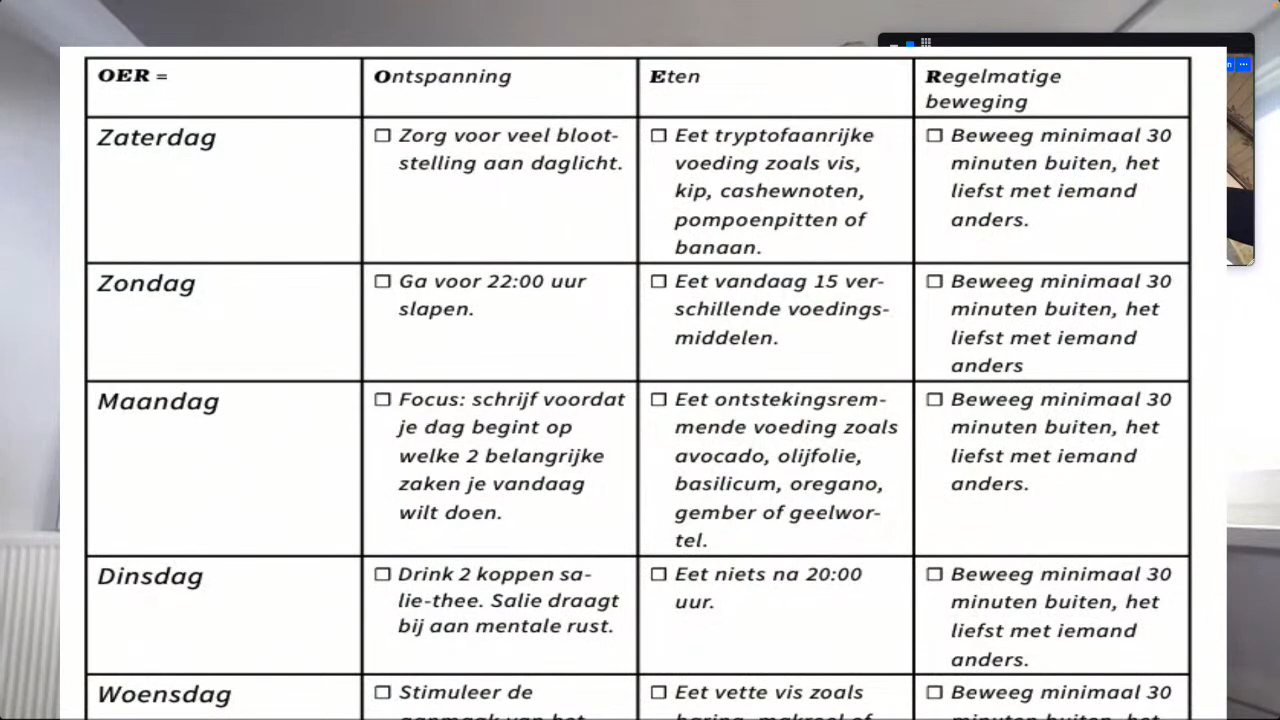 OER = Ontspanning Eten Regelmatige
beweging
Zaterdag
☐ Zorg voor veel bloot-
stelling aan daglicht.
☐ Eet tryptofaanrijke
voeding zoals vis,
kip, cashewnoten,
pompoenpitten of
banaan.
☐ Beweeg minimaal 30
minuten buiten, het
liefst met iemand
anders.
Zondag
☐ Ga voor 22:00 uur
slapen.
☐ Eet vandaag 15 ver-
schillende voedings-
middelen.
☐ Beweeg minimaal 30
minuten buiten, het
liefst met iemand
anders
Maandag
☐ Focus: schrijf voordat
je dag begint op
welke 2 belangrijke
zaken je vandaag
wilt doen.
☐ Eet ontstekingsrem-
mende voeding zoals
avocado, olijfolie,
basilicum, oregano,
gember of geelwor-
tel.
☐ Beweeg minimaal 30
minuten buiten, het
liefst met iemand
anders.
Dinsdag
☐ Drink 2 koppen sa-
lie-thee. Salie draagt
bij aan mentale rust.
☐ Eet niets na 20:00
uur.
☐ Beweeg minimaal 30
minuten buiten, het
liefst met iemand
anders.
Woensdag
☐ Stimuleer de
☐ Eet vette vis zoals
☐ Beweeg minimaal 30